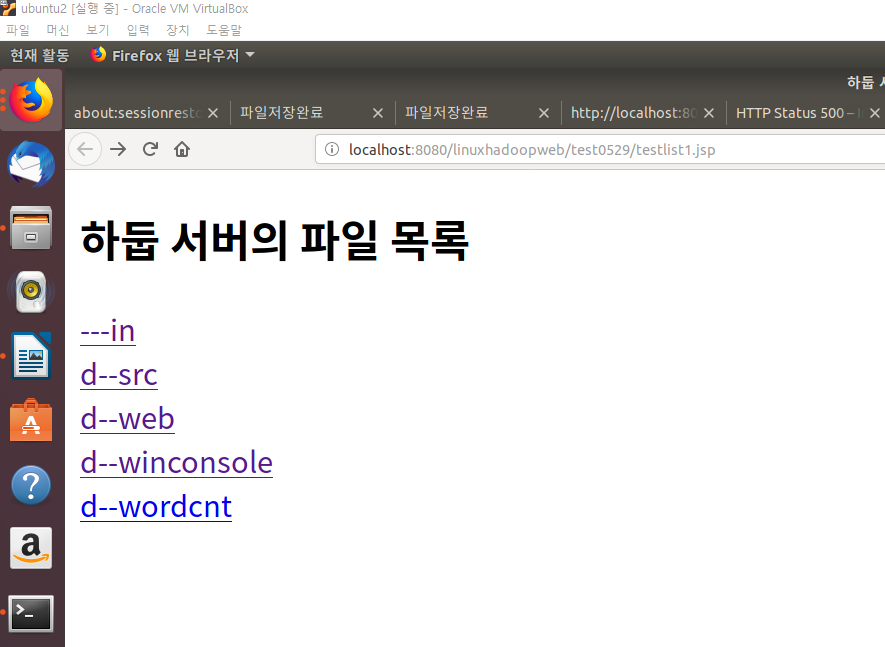 ubuntu2 [실행 중] - Oracle VM VirtualBox
파일 머신 보기 입력 장치 도움말
현재 활동 Firefox 웹 브라우저
하둡
about:sessionresto 파일저장완료 파일저장완료 http://localhost:80 HTTP Status 500 –
localhost:8080/linuxhadoopweb/test0529/testlist1.jsp
하둡 서버의 파일 목록
---in
d--src
d--web
d--winconsole
d--wordcnt